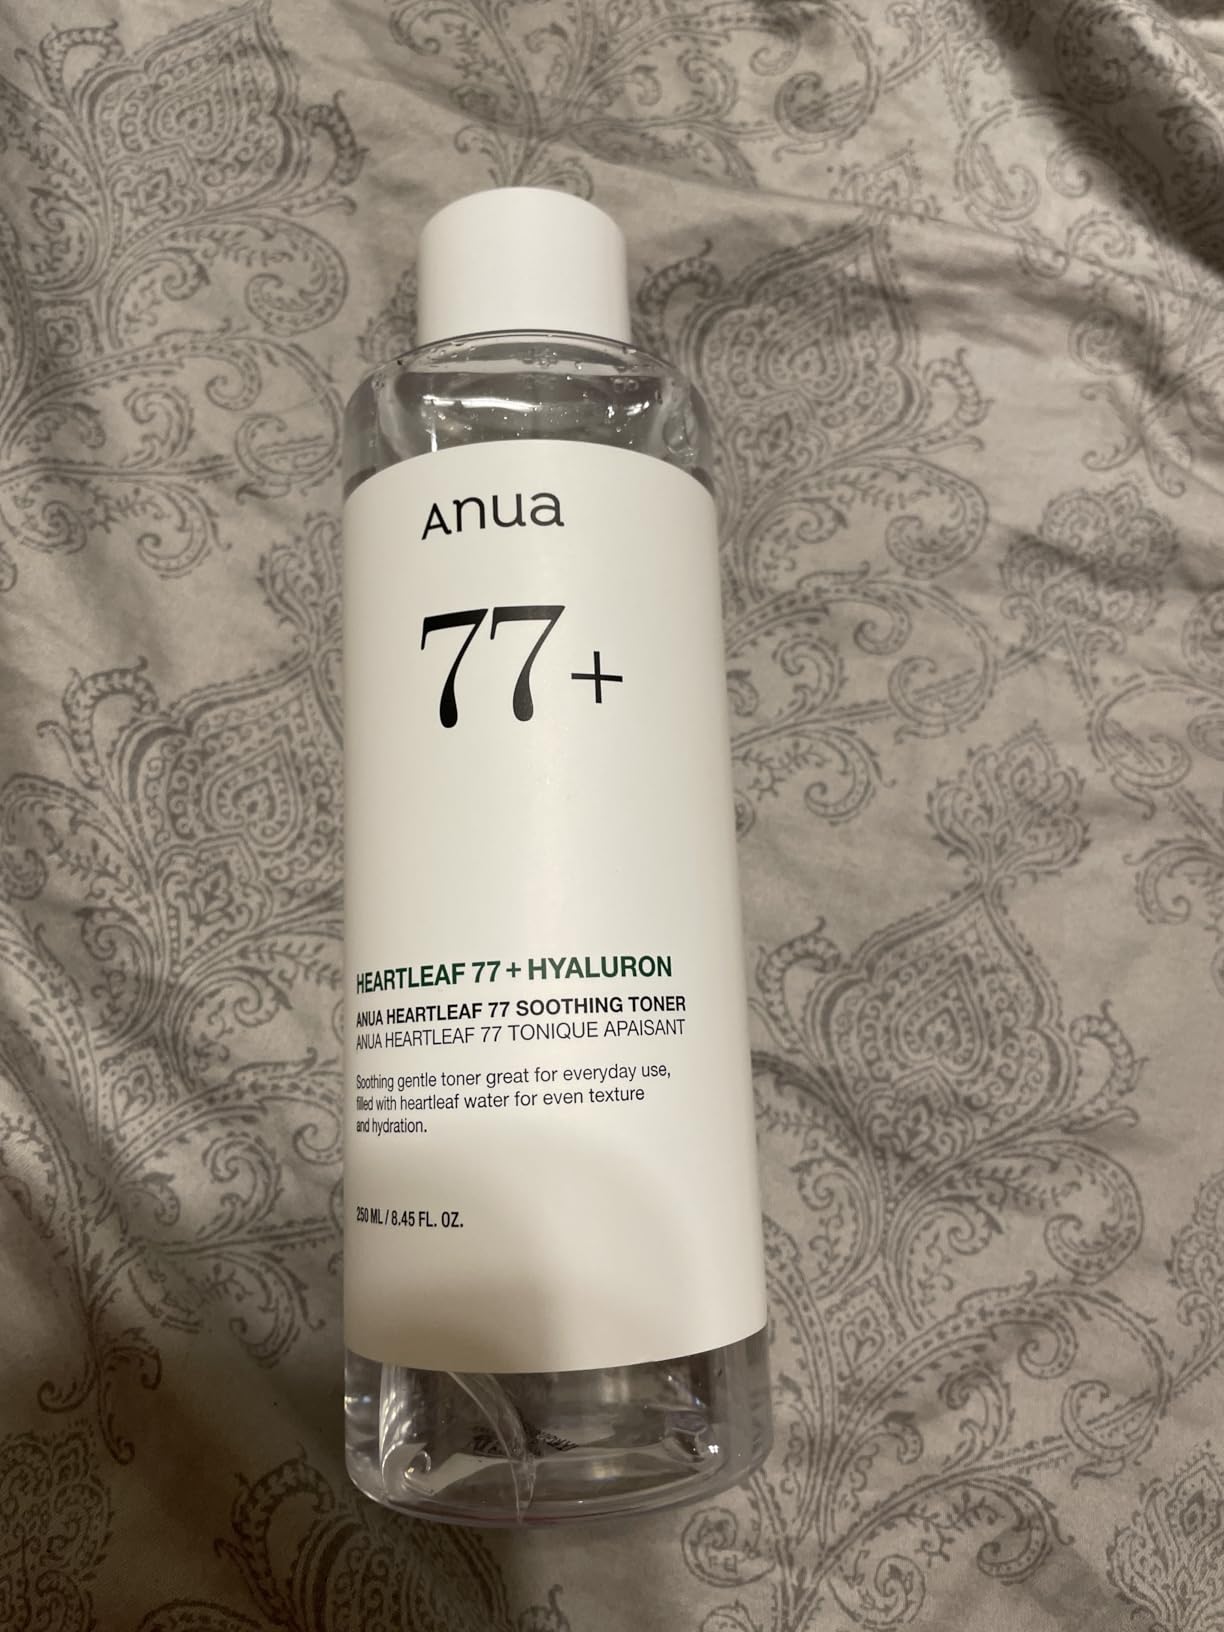 Anua
77+
HEARTLEAF 77 + HYALURON
ANUA HEARTLEAF 77 SOOTHING TONER
ANUA HEARTLEAF 77 TONIQUE APAISANT
Soothing gentle toner great for everyday use,
filled with heartleaf water for even texture
and hydration.
250 ML / 8.45 FL. OZ.